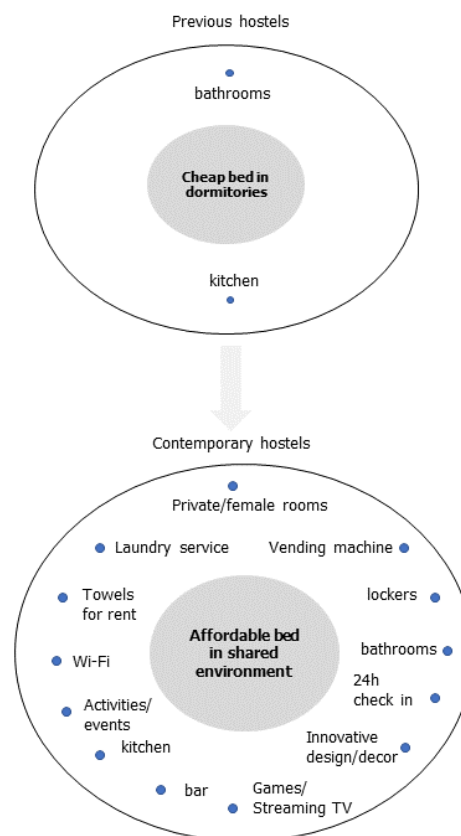 Previous hostels
bathrooms
Cheap bed in
dormitories
kitchen
Contemporary hostels
Private/female rooms
Laundry service
Vending machine
Towels
for rent
lockers
Affordable bed
in shared
environment
bathrooms
Wi-Fi
24h
check in
Activities/
events
kitchen
Innovative
design/decor
bar
Games/
Streaming TV